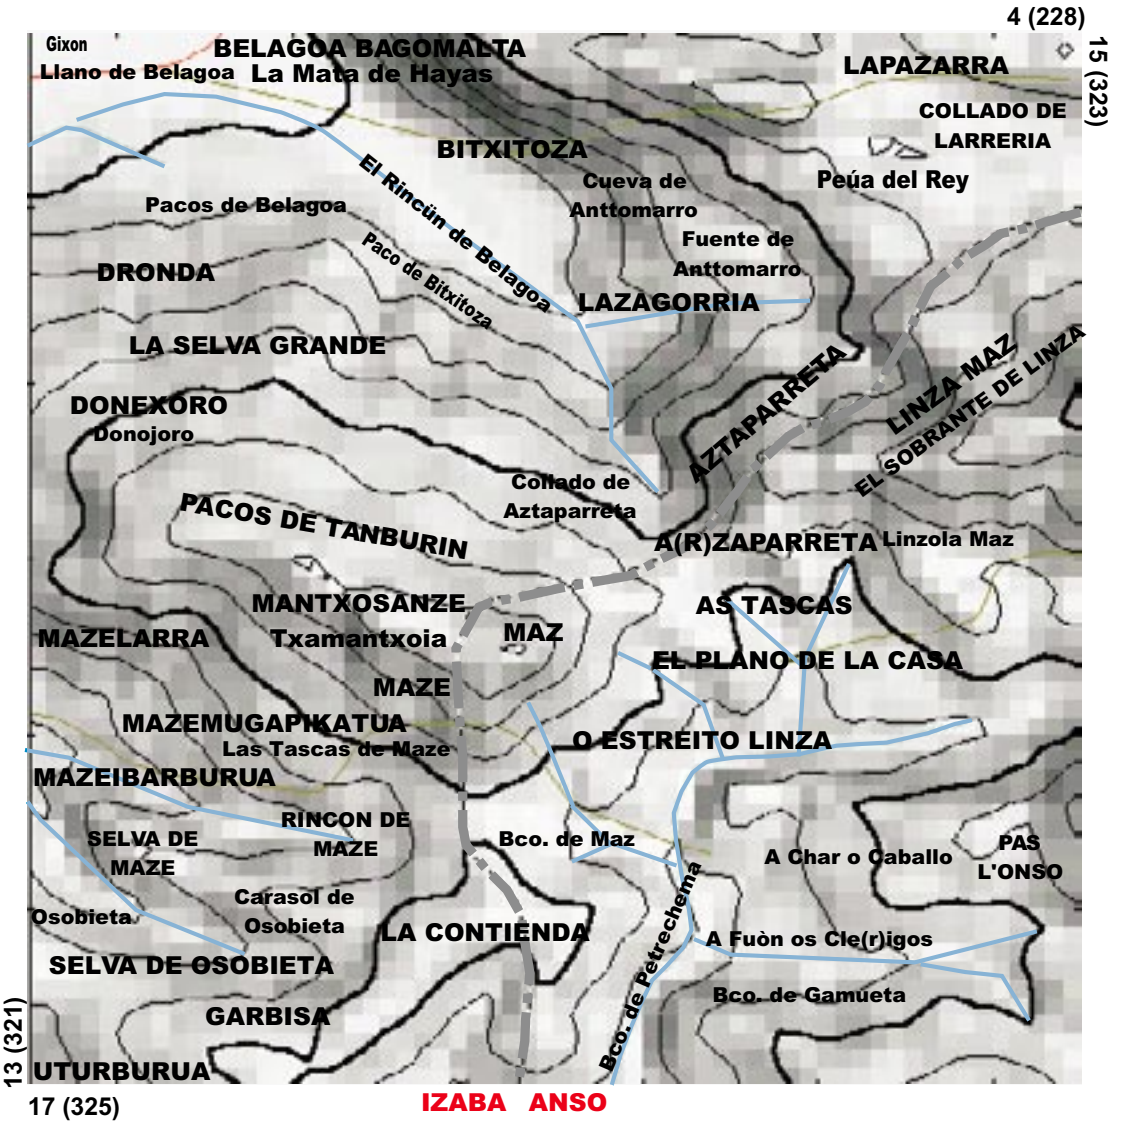 4 (228)
15 (323)
Gixon
BELAGOA BAGOMALTA
Llano de Belagoa
La Mata de Hayas
LAPAZARRA
COLLADO DE
LARRERIA
BITXITOZA
Peúa del Rey
Cueva de
Anttomarro
El Rincün de Belagoa
Pacos de Belagoa
Fuente de
Anttomarro
Paco de Bitxitoza
DRONDA
LAZAGORRIA
LA SELVA GRANDE
AZTAPARRETA
LINZA MAZ
EL SOBRANTE DE LINZA
DONEXORO
Donojoro
Collado de
Aztaparreta
PACOS DE TANBURIN
A(R)ZAPARRETA
Linzola Maz
MANTXOSANZE
AS TASCAS
MAZELARRA
Txamantxoia
MAZ
EL PLANO DE LA CASA
MAZE
MAZEMUGAPIKATUA
Las Tascas de Maze
O ESTREITO LINZA
MAZEIBARBURUA
RINCON DE
MAZE
SELVA DE
MAZE
Bco. de Maz
A Char o Caballo
PAS
L'ONSO
Carasol de
Osobieta
Osobieta
LA CONTIENDA
Bco. de Petrechema
A Fuòn os Cle(r)igos
SELVA DE OSOBIETA
Bco. de Gamueta
GARBISA
UTURBURUA
13 (321)
17 (325)
IZABA ANSO